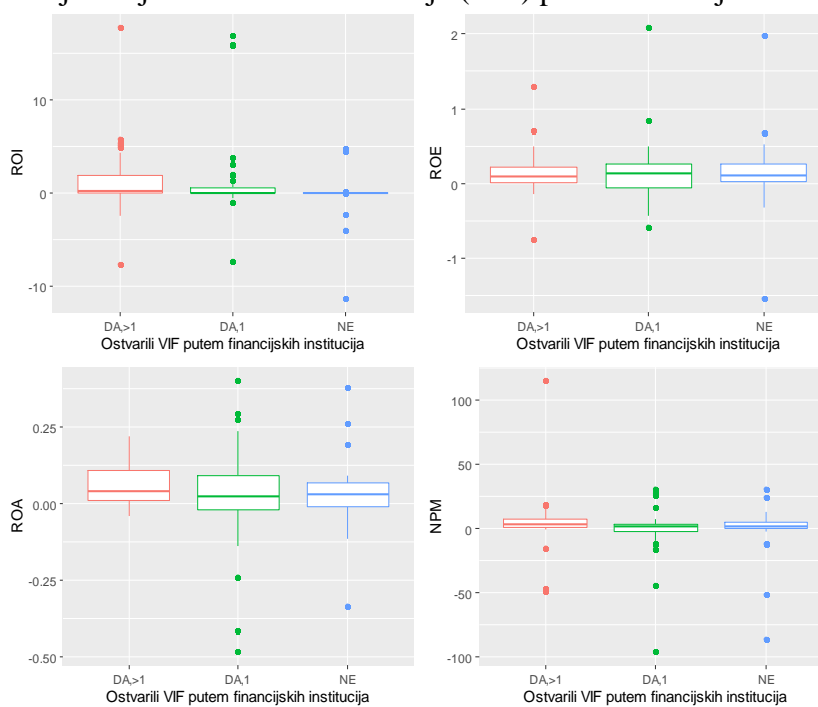 ROI
10
0
-10
DA,>1 DA,1 NE
Ostvarili VIF putem financijskih institucija
ROE
2
1
0
-1
DA,>1 DA,1 NE
Ostvarili VIF putem financijskih institucija
ROA
0.25
0.00
-0.25
-0.50
DA,>1 DA,1 NE
Ostvarili VIF putem financijskih institucija
NPM
100
50
0
-50
-100
DA,>1 DA,1 NE
Ostvarili VIF putem financijskih institucija